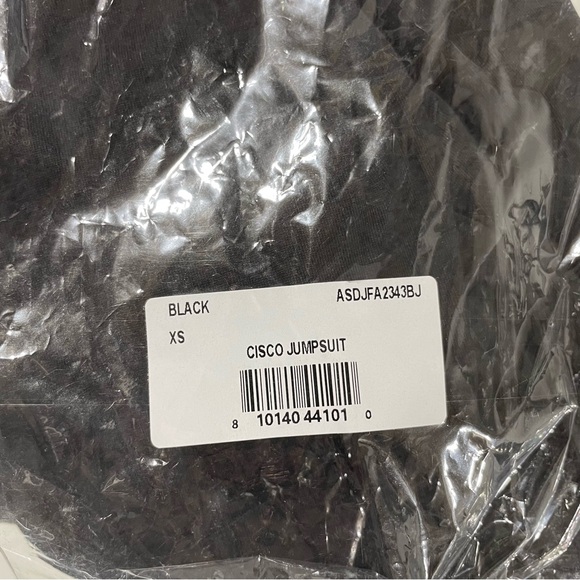 BLACK ASDJFA2343BJ
XS
CISCO JUMPSUIT
8 10140 44101 0